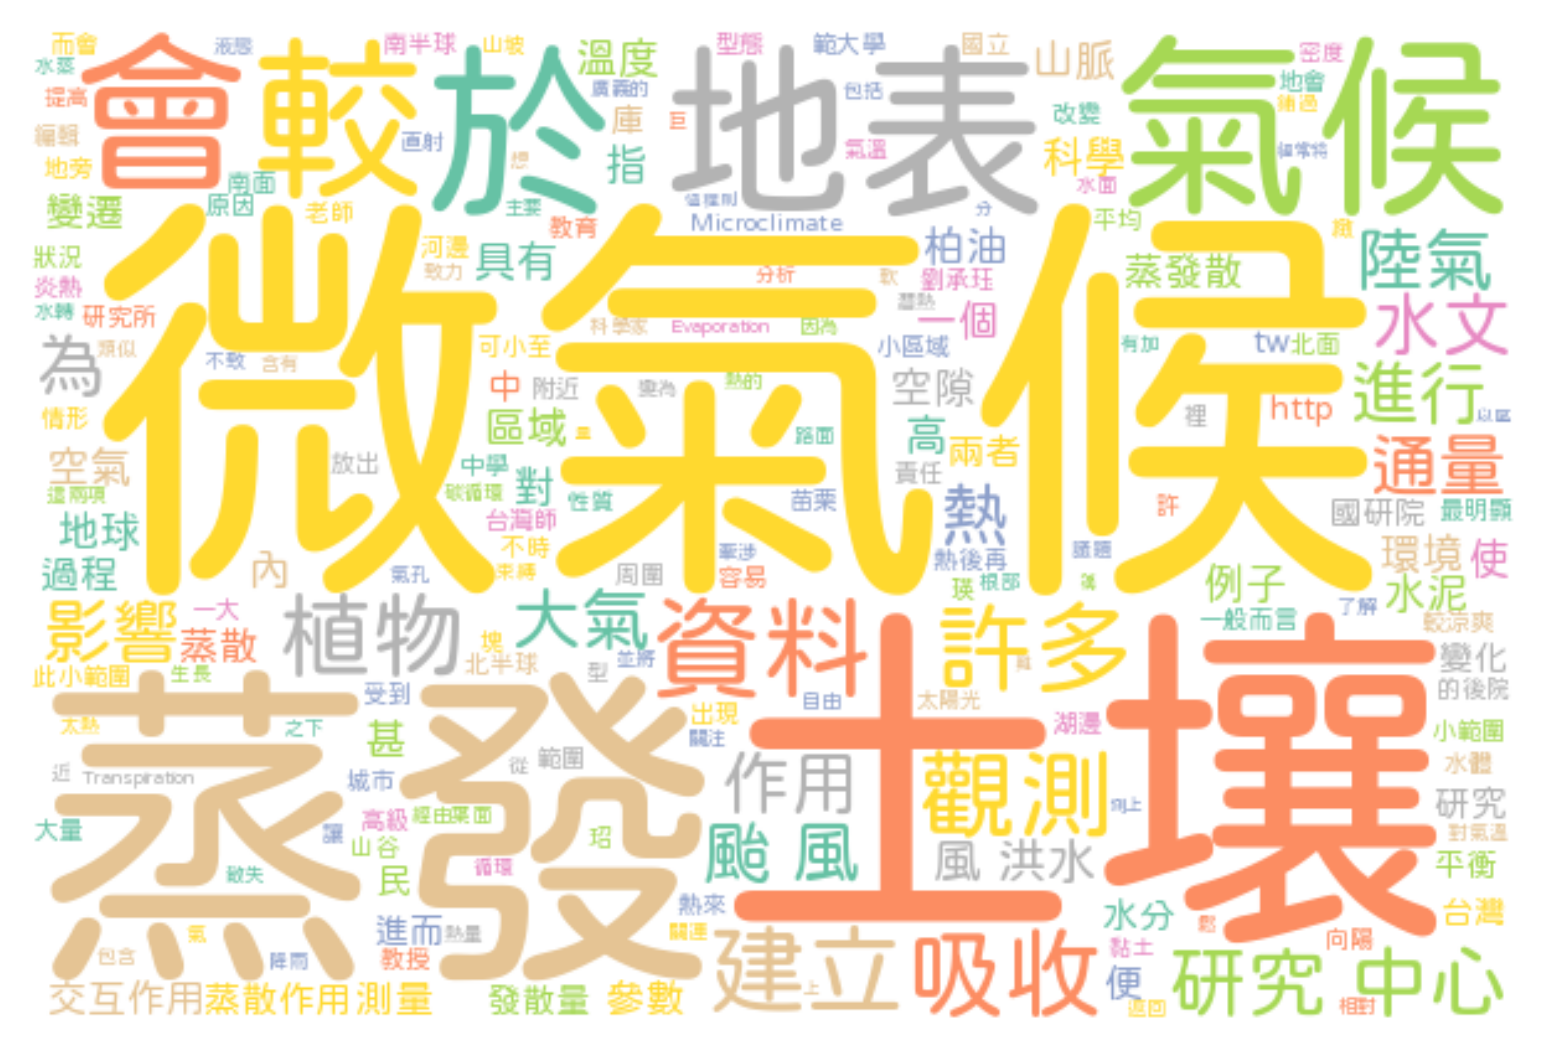 而會
液態
南半球
山坡
型態
範大學
國立
密度
水蒸
會
較
於
溫度
地表
山脈
氣候
地會
提高
廣義的
包括
鋪過
編輯
直射
庫
巨
改變
經常將
地旁
指
氣溫
科學
南面
想
水面
變遷
原因
老師
主要
教育
Microclimate
分
平均
狀況
微氣候
河邊
具有
柏油
陸氣
炎熱
致力
分析
劉承珏
蒸發散
水轉
研究所
潛熱
一個
水文
科學家
Evaporation
因為
為
類似
不致
含有
可小至
小區域
有加
tw
北面
中
附近
變為
熱的
空隙
進行
情形
區域
路面
高
裡
http
以區
空氣
放出
中學
兩者
通量
這兩項
碳循環
對
性質
苗栗
責任
熱
許
國研院
最明顯
地球
台灣師
不時
牽涉
熱後再
環境
使
過程
內
氣孔
周圍
容易
瑛
根部
例子
水泥
影響
一大
蒸散
植物
大氣
資料
許多
一般而言
了解
較涼爽
塊
北半球
並將
型
土壤
變化
此小範圍
生長
受到
自由
太陽光
的後院
蒸發
太熱
之下
甚
出現
關注
湖邊
小範圍
近
Transpiration
城市
從
範圍
作用
觀測
水體
大量
讓
高級
經由葉面
向上
研究
山谷
玿
颱風
風
洪水
對氣溫
散失
民
循環
平衡
熱來
水分
台灣
氣
進而
熱量
關連
鬆
包含
降雨
教授
建立
吸收
黏土
向陽
研究中心
便
交互作用
蒸散作用
測量
發散量
參數
上
返回
相對